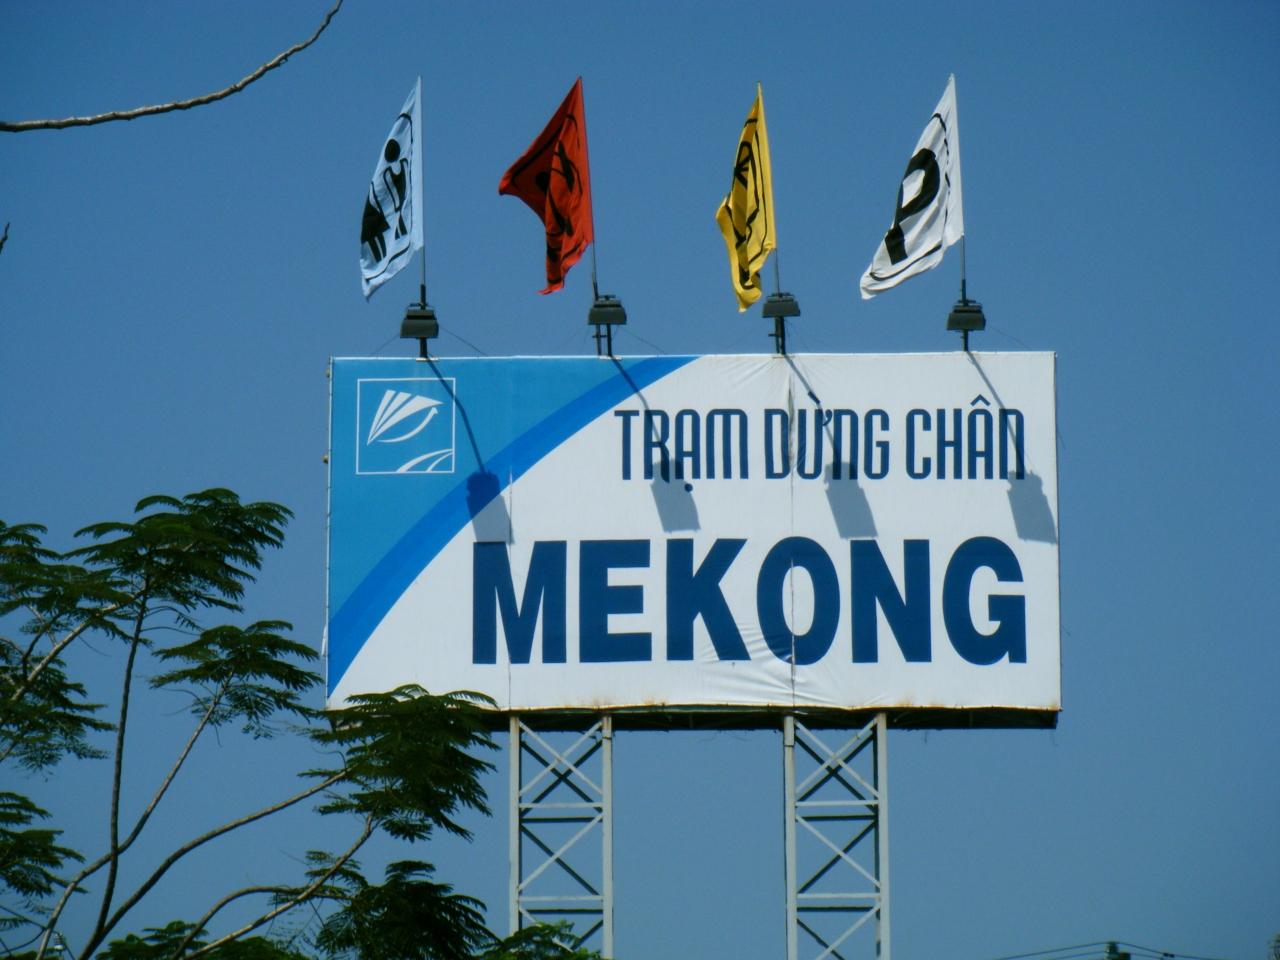 P
TRẠM DỪNG CHÂN
MEKONG